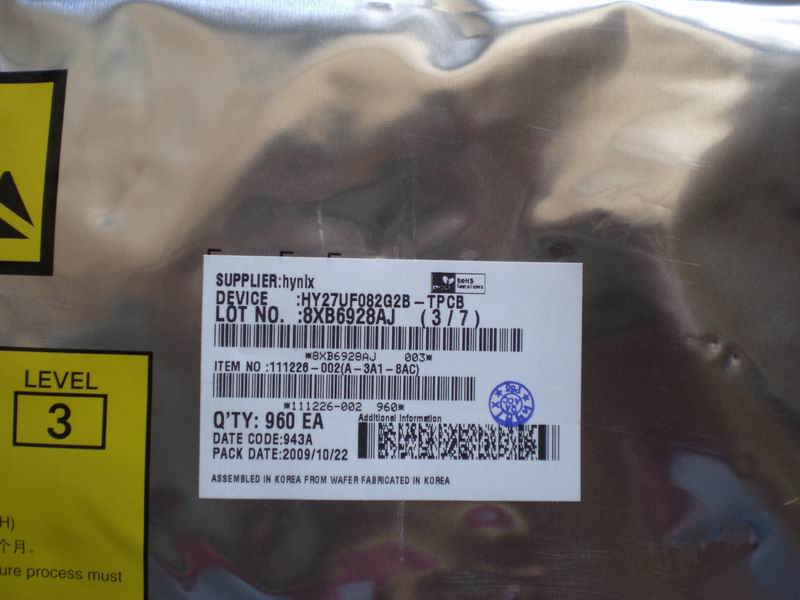 SUPPLIER:hynix
RoHS
Compliance
DEVICE :HY27UF082G2B-TPCB
LOT NO. :8XB6928AJ (3/7)
*8XB6928AJ 003*
ITEM NO :111226-002(A-3A1-8AC)
*111226-002 960*
Q'TY: 960 EA
Additional Information
DATE CODE:943A
PACK DATE:2009/10/22
ASSEMBLED IN KOREA FROM WAFER FABRICATED IN KOREA
LEVEL
3
H)
个月。
ure process must